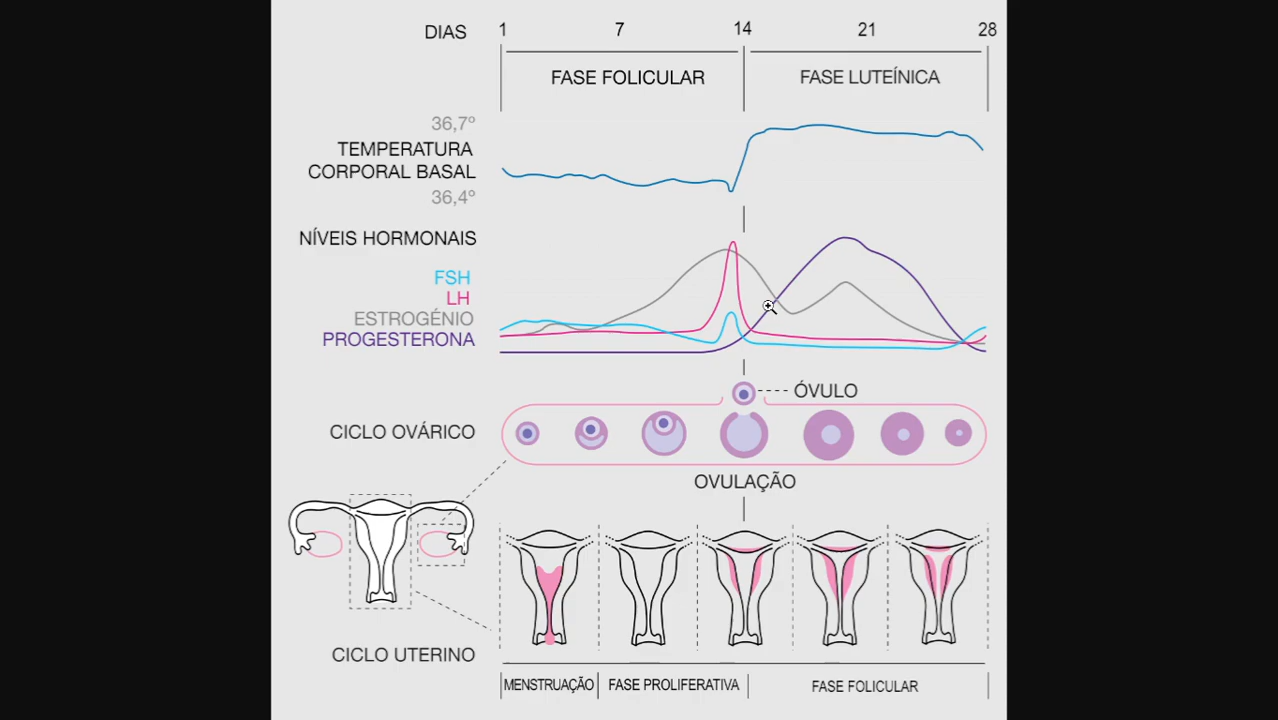 DIAS 1 7 14 21 28
FASE FOLICULAR FASE LUTEÍNICA
36,7º
TEMPERATURA
CORPORAL BASAL
36,4º
NÍVEIS HORMONAIS
FSH
LH
ESTROGÉNIO
PROGESTERONA
ÓVULO
CICLO OVÁRICO
OVULAÇÃO
CICLO UTERINO
MENSTRUAÇÃO FASE PROLIFERATIVA FASE FOLICULAR